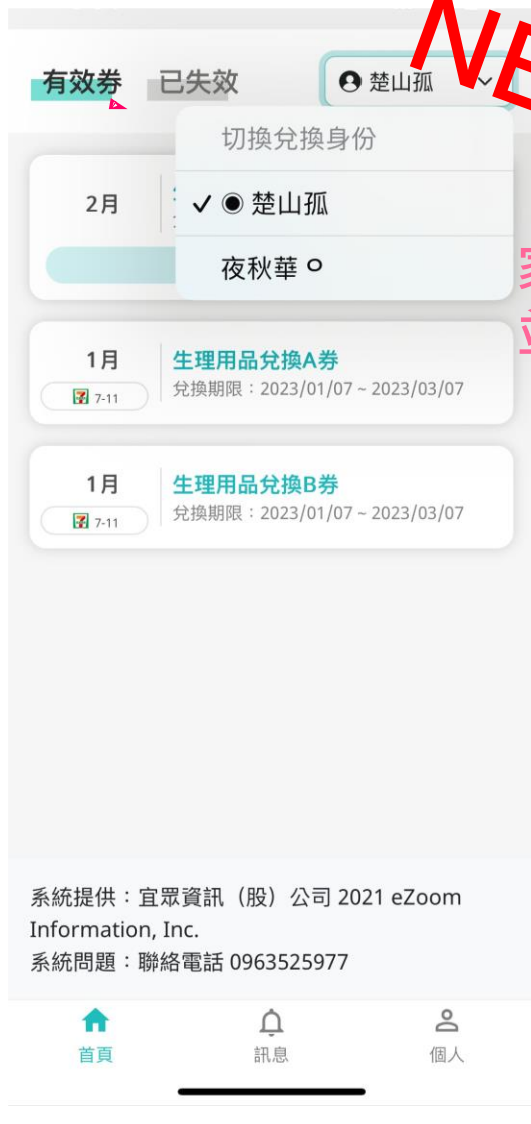 NE
有效券 已失效 楚山孤
切換兌換身份
2月
✓ ◉ 楚山孤
夜秋華
1月
生理用品兌換A券
7-11
兌換期限：2023/01/07 ~ 2023/03/07
1月
生理用品兌換B券
7-11
兌換期限：2023/01/07 ~ 2023/03/07
系統提供：宜眾資訊（股）公司 2021 eZoom
Information, Inc.
系統問題：聯絡電話 0963525977
首頁 訊息 個人